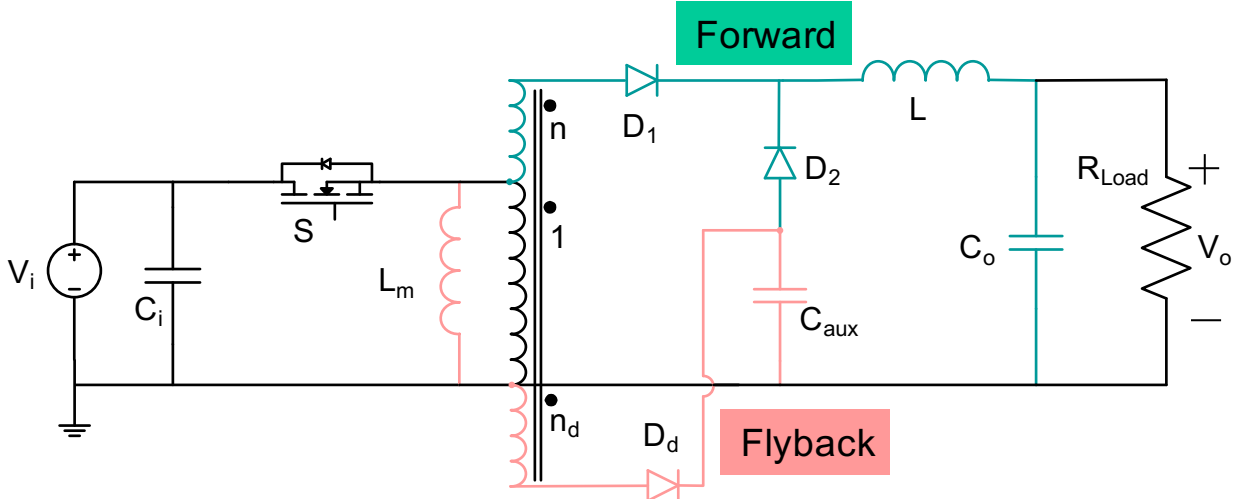 Forward
n
D1
L
D2
RLoad
+
S
1
Vi
+
−
Ci
Lm
Co
Vo
Caux
−
nd
Dd
Flyback